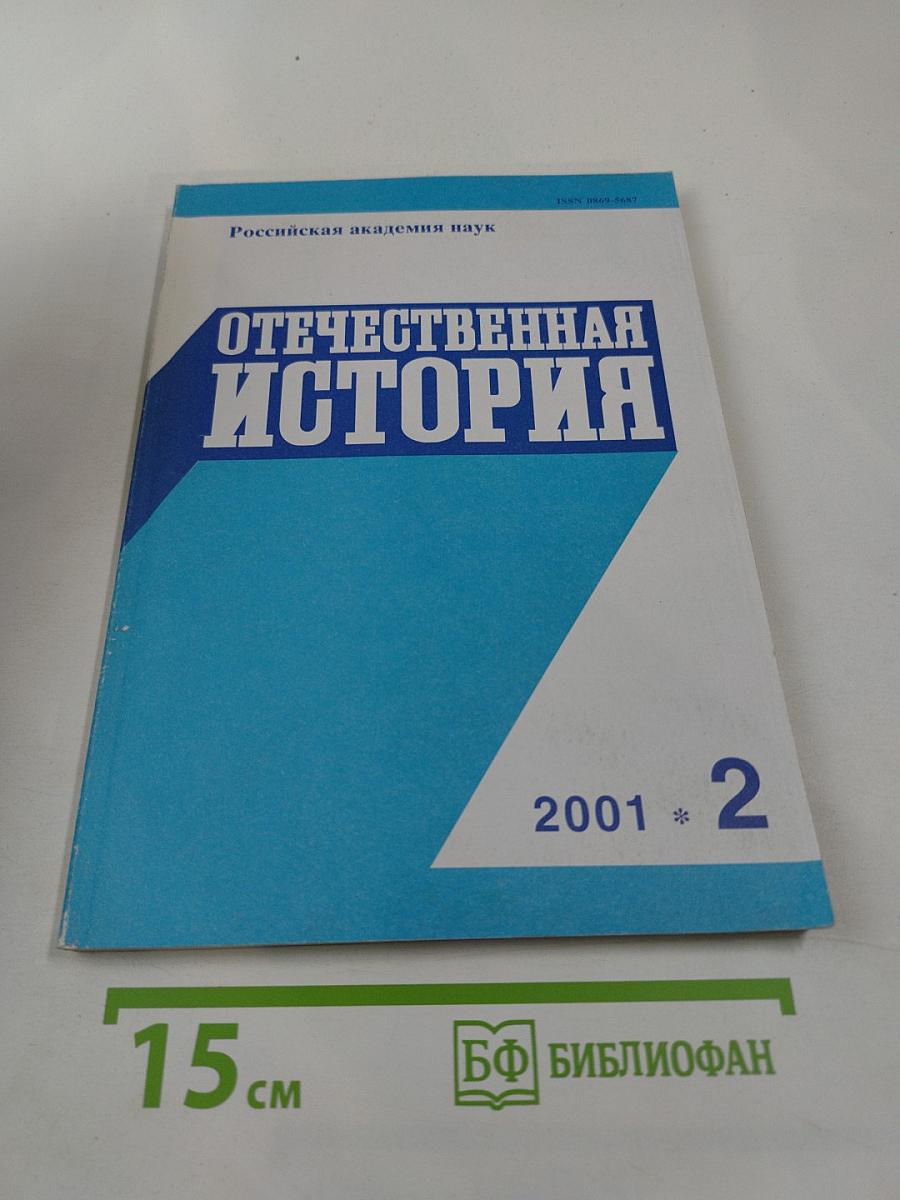 ISSN 0869-5687
Российская академия наук
ОТЕЧЕСТВЕННАЯ
ИСТОРИЯ
2001 * 2
15 см
БФ БИБЛИОФАН